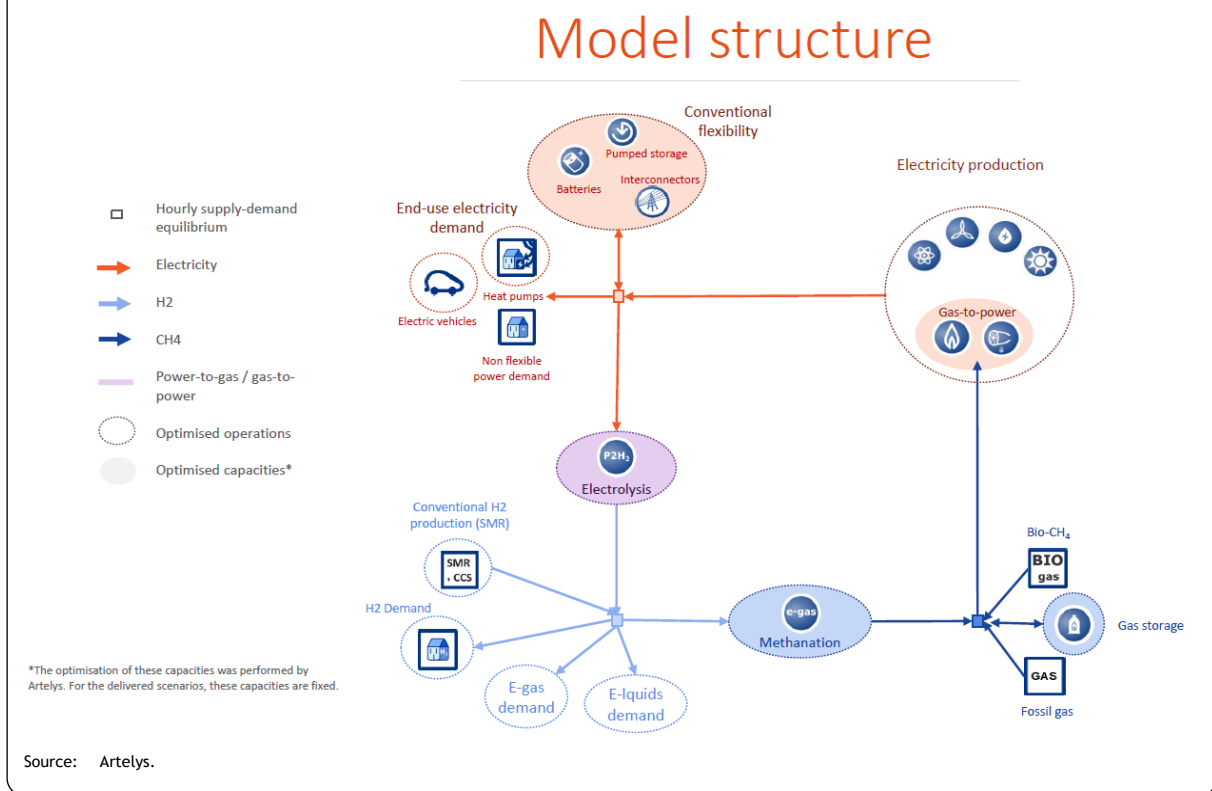 Model structure
Conventional
flexibility
Pumped storage
Batteries
Interconnectors
Electricity production
End-use electricity
demand
Heat pumps
Electric vehicles
Non flexible
power demand
Gas-to-power
Hourly supply-demand
equilibrium
Electricity
H2
CH4
Power-to-gas / gas-to-
power
Optimised operations
Optimised capacities*
P2H₂
Electrolysis
Conventional H2
production (SMR)
SMR
+ CCS
H2 Demand
H₂
E-gas
demand
E-lquids
demand
e-gas
Methanation
Bio-CH₄
BIO
gas
Gas storage
GAS
Fossil gas
*The optimisation of these capacities was performed by
Artelys. For the delivered scenarios, these capacities are fixed.
Source: Artelys.